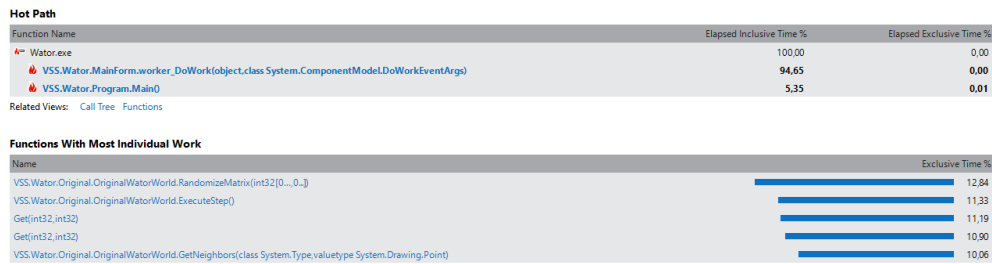 Hot Path
Function Name Elapsed Inclusive Time % Elapsed Exclusive Time %
Wator.exe 100,00 0,00
VSS.Wator.MainForm.worker_DoWork(object,class System.ComponentModel.DoWorkEventArgs) 94,65 0,00
VSS.Wator.Program.Main() 5,35 0,01
Related Views: Call Tree Functions
Functions With Most Individual Work
Name Exclusive Time %
VSS.Wator.Original.OriginalWatorWorld.RandomizeMatrix(int32[0...,0...]) 12,84
VSS.Wator.Original.OriginalWatorWorld.ExecuteStep() 11,33
Get(int32,int32) 11,19
Get(int32,int32) 10,90
VSS.Wator.Original.OriginalWatorWorld.GetNeighbors(class System.Type,valuetype System.Drawing.Point) 10,06